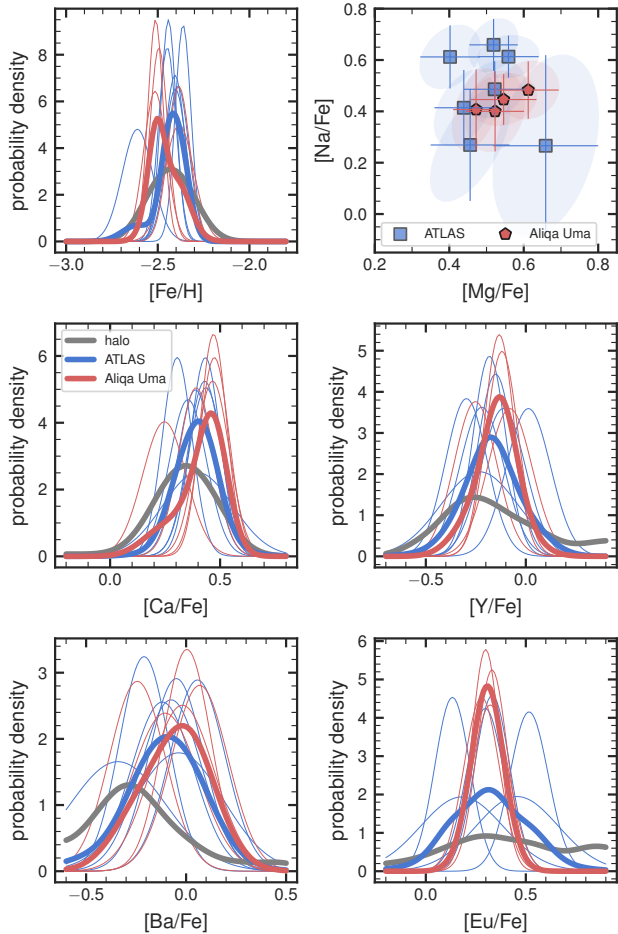 probability density
0
2
4
6
8
−3.0
−2.5
−2.0
[Fe/H]
[Na/Fe]
0.0
0.2
0.4
0.6
0.8
ATLAS
Aliqa Uma
0.2
0.4
0.6
0.8
[Mg/Fe]
probability density
0
2
4
6
halo
ATLAS
Aliqa Uma
0.0
0.5
[Ca/Fe]
probability density
0
1
2
3
4
5
−0.5
0.0
[Y/Fe]
probability density
0
1
2
3
−0.5
0.0
0.5
[Ba/Fe]
probability density
0
2
4
6
0.0
0.5
[Eu/Fe]